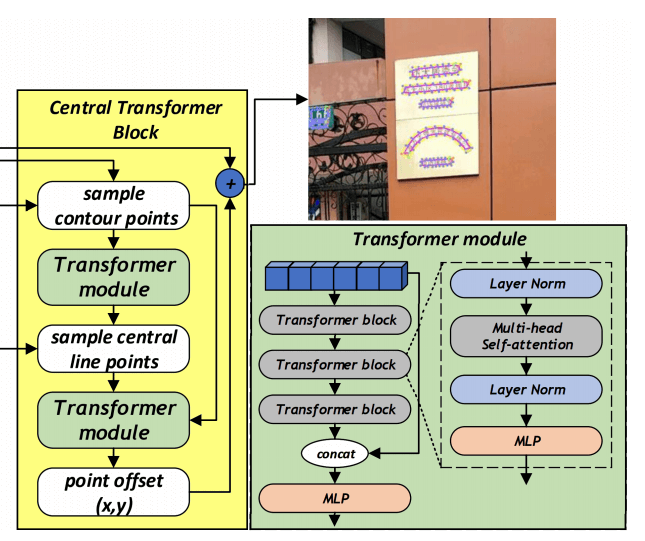 Central Transformer
Block
+
sample
contour points
Transformer
module
sample central
line points
Transformer
module
point offset
(x,y)
Transformer module
Transformer block
Transformer block
Transformer block
concat
MLP
Layer Norm
Multi-head
Self-attention
Layer Norm
MLP